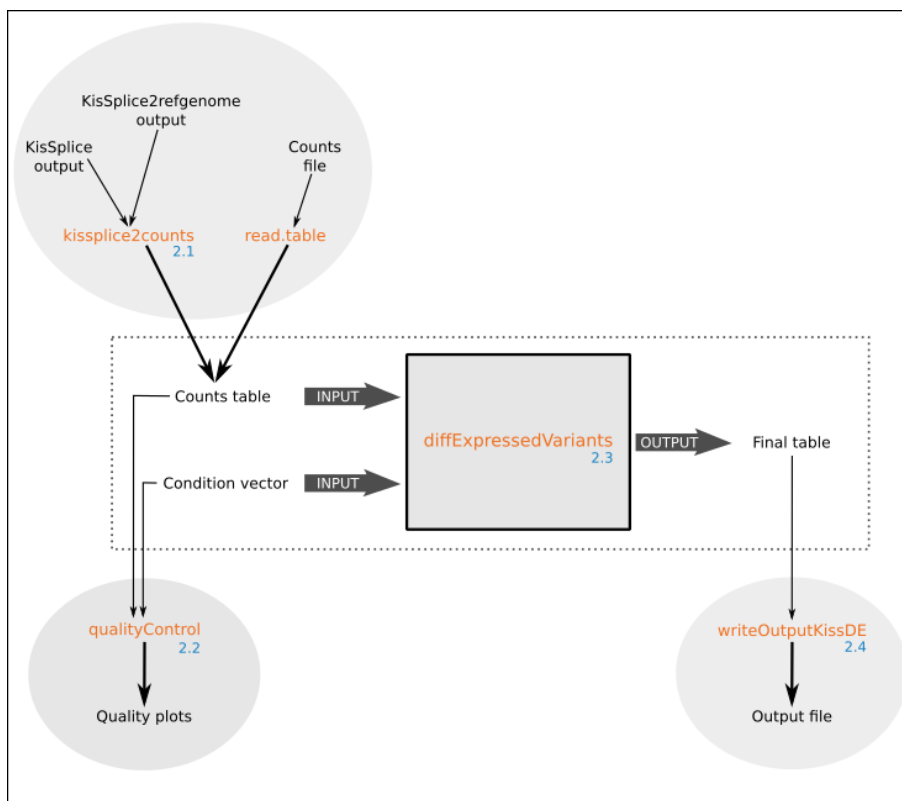 KisSplice2refgenome
output
KisSplice
output
Counts
file
kissplice2counts
2.1
read.table
Counts table
INPUT
diffExpressedVariants
2.3
OUTPUT
Final table
Condition vector
INPUT
qualityControl
2.2
Quality plots
writeOutputKissDE
2.4
Output file